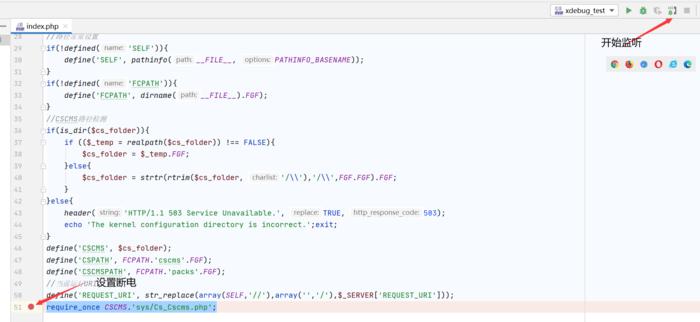 xdebug_test
index.php
开始监听
28 //路径常量设置
29 if(!defined( name: 'SELF')){
30 define('SELF', pathinfo( path: __FILE__, options: PATHINFO_BASENAME));
31 }
32 if(!defined( name: 'FCPATH')){
33 define('FCPATH', dirname( path: __FILE__).FGF);
34 }
35 //CSCMS路径检测
36 if(is_dir($cs_folder)){
37 if (($_temp = realpath($cs_folder)) !== FALSE){
38 $cs_folder = $_temp.FGF;
39 }else{
40 $cs_folder = strtr(rtrim($cs_folder, charlist: '/\\'),'/\\',FGF.FGF).FGF;
41 }
42 }else{
43 header( string: 'HTTP/1.1 503 Service Unavailable.', replace: TRUE, http_response_code: 503);
44 echo 'The kernel configuration directory is incorrect.';exit;
45 }
46 define('CSCMS', $cs_folder);
47 define('CSPATH', FCPATH.'cscms'.FGF);
48 define('CSCMSPATH', FCPATH.'packs'.FGF);
49 //当前运行URI
设置断电
50 define('REQUEST_URI', str_replace(array(SELF,'//'),array('','/'),$_SERVER['REQUEST_URI']));
51 require_once CSCMS.'sys/Cs_Cscms.php';